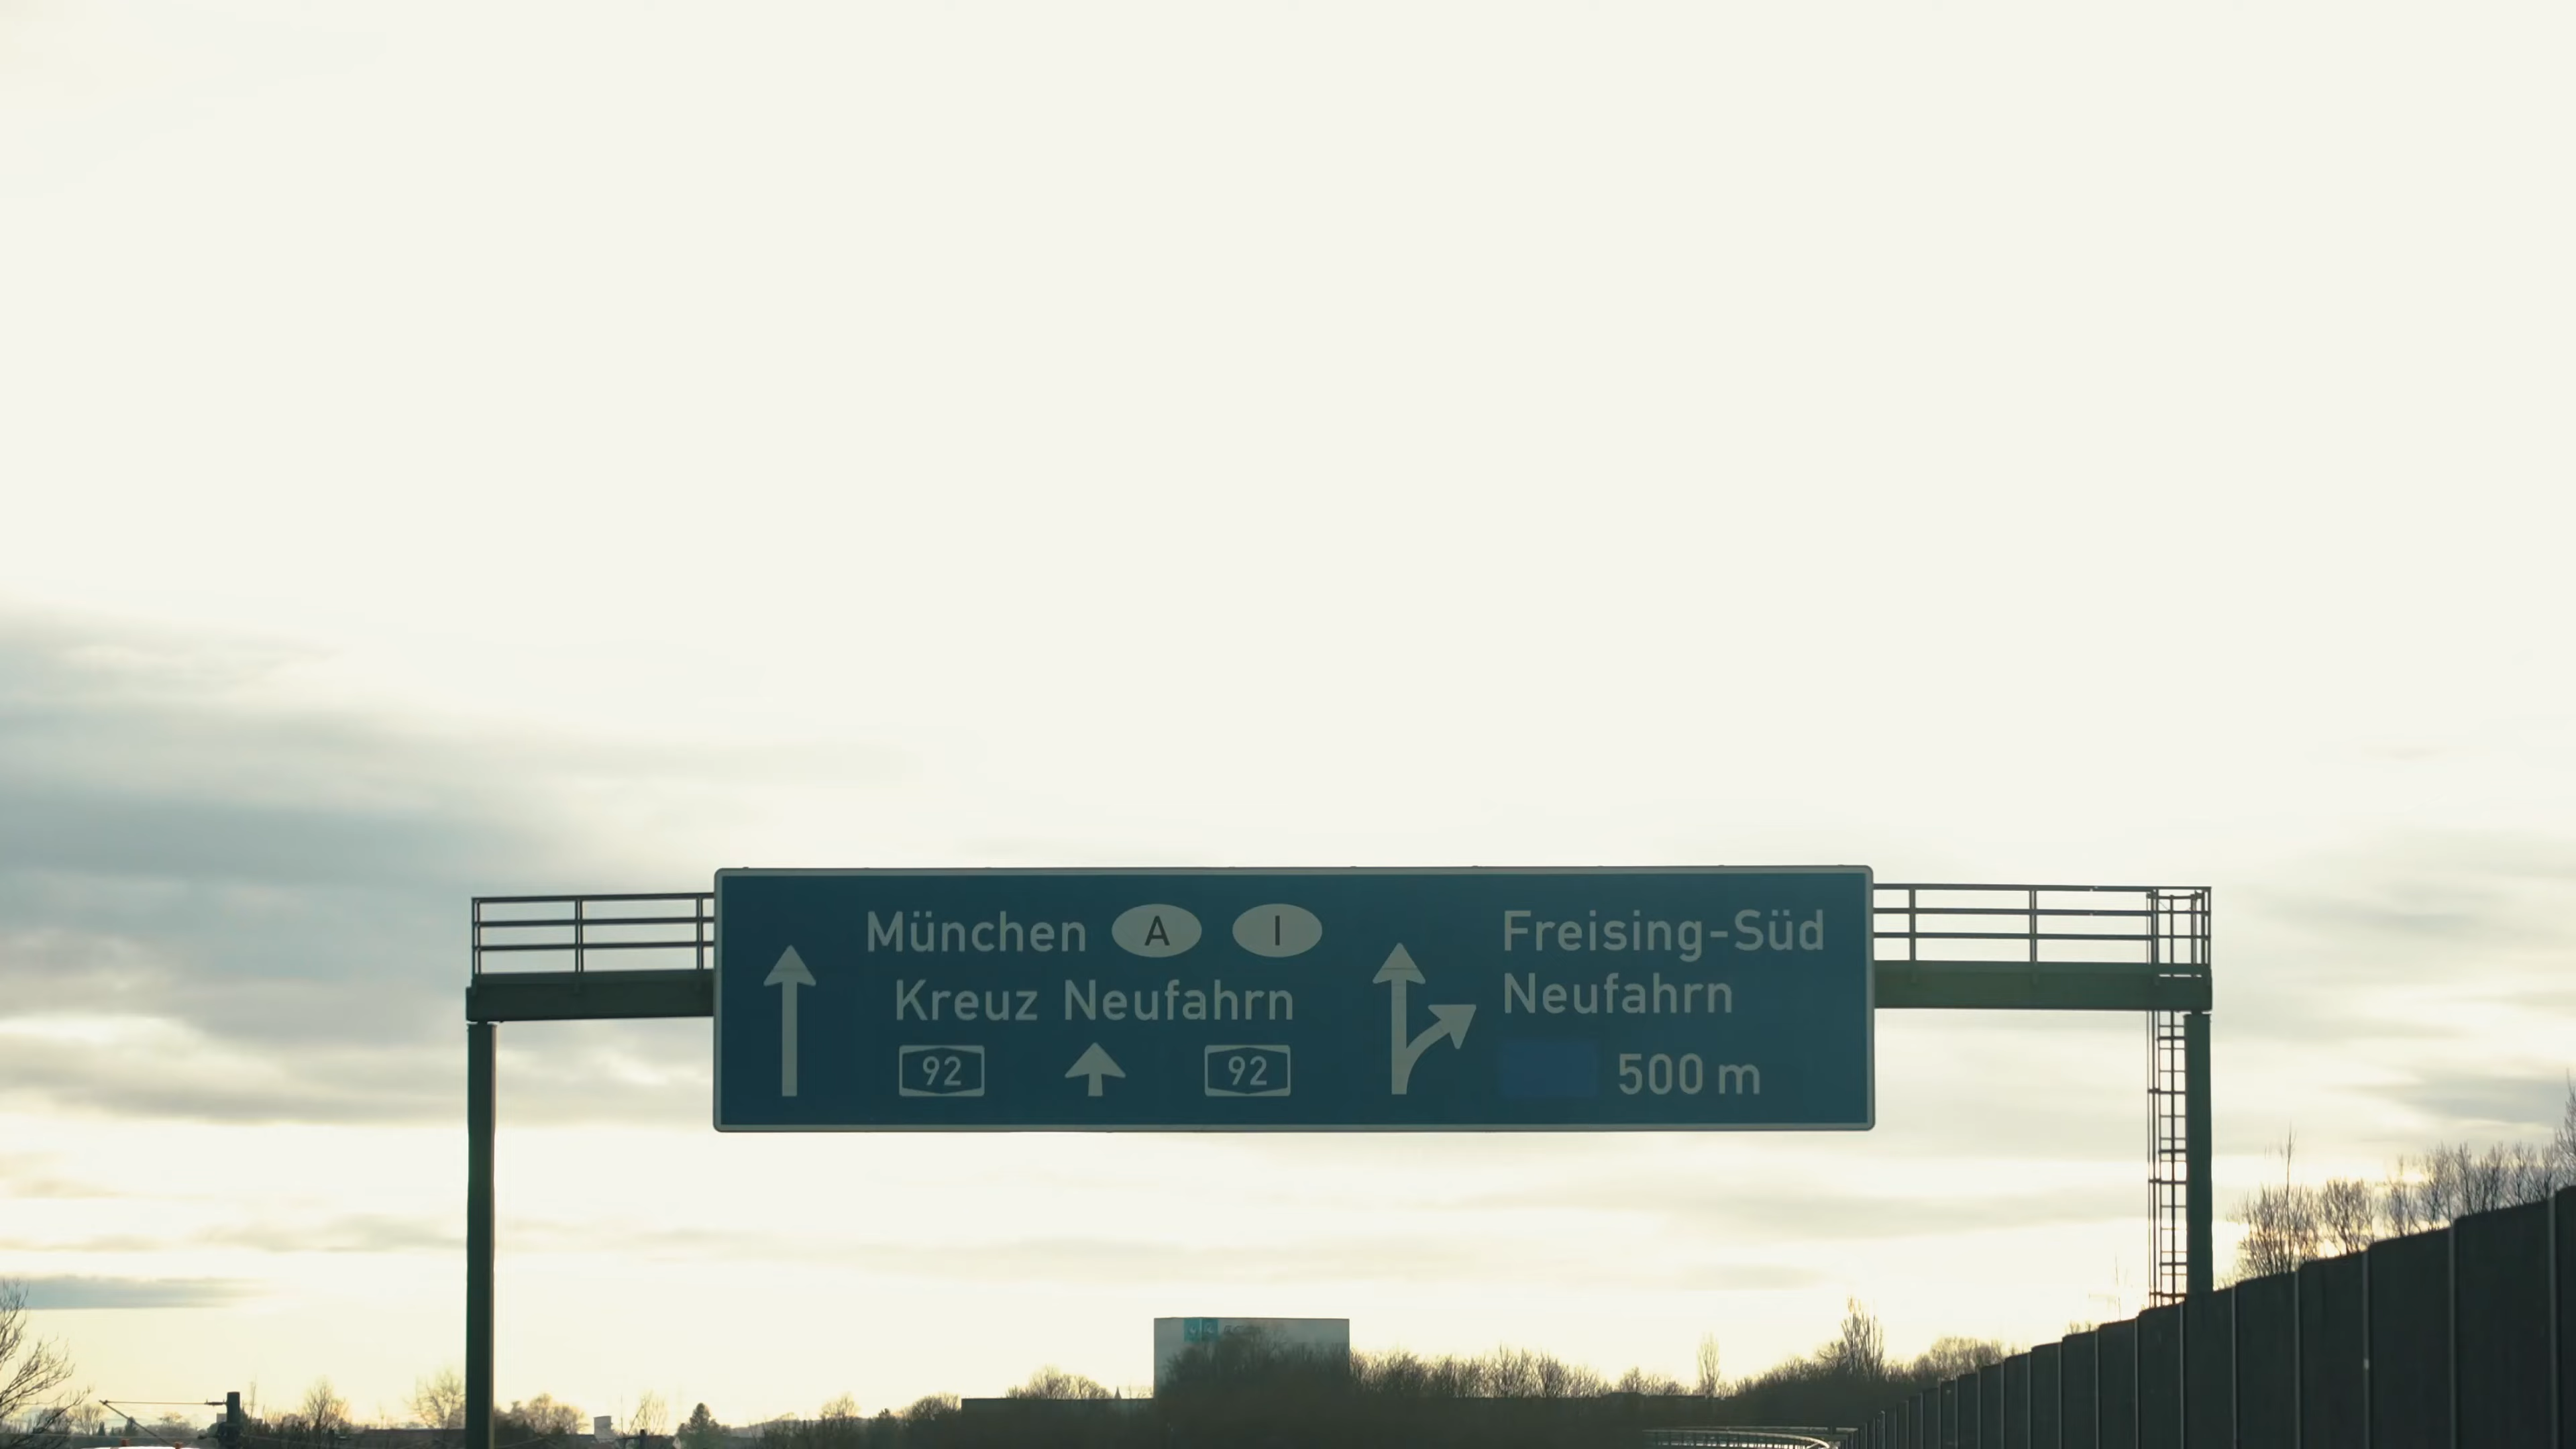 München A I
Kreuz Neufahrn
92 92
Freising-Süd
Neufahrn
500 m